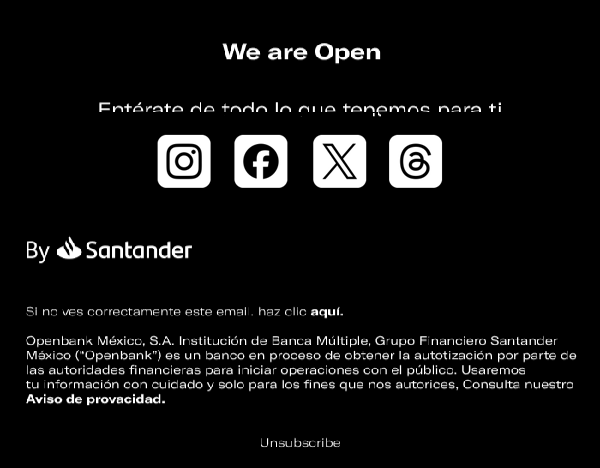 We are Open
Entérate de todo lo que tenemos para ti
By Santander
Si no ves correctamente este email, haz clic aquí.
Openbank México, S.A. Institución de Banca Múltiple, Grupo Financiero Santander
México ("Openbank") es un banco en proceso de obtener la autotización por parte de
las autoridades financieras para iniciar operaciones con el público. Usaremos
tu información con cuidado y solo para los fines que nos autorices, Consulta nuestro
Aviso de provacidad.
Unsubscribe